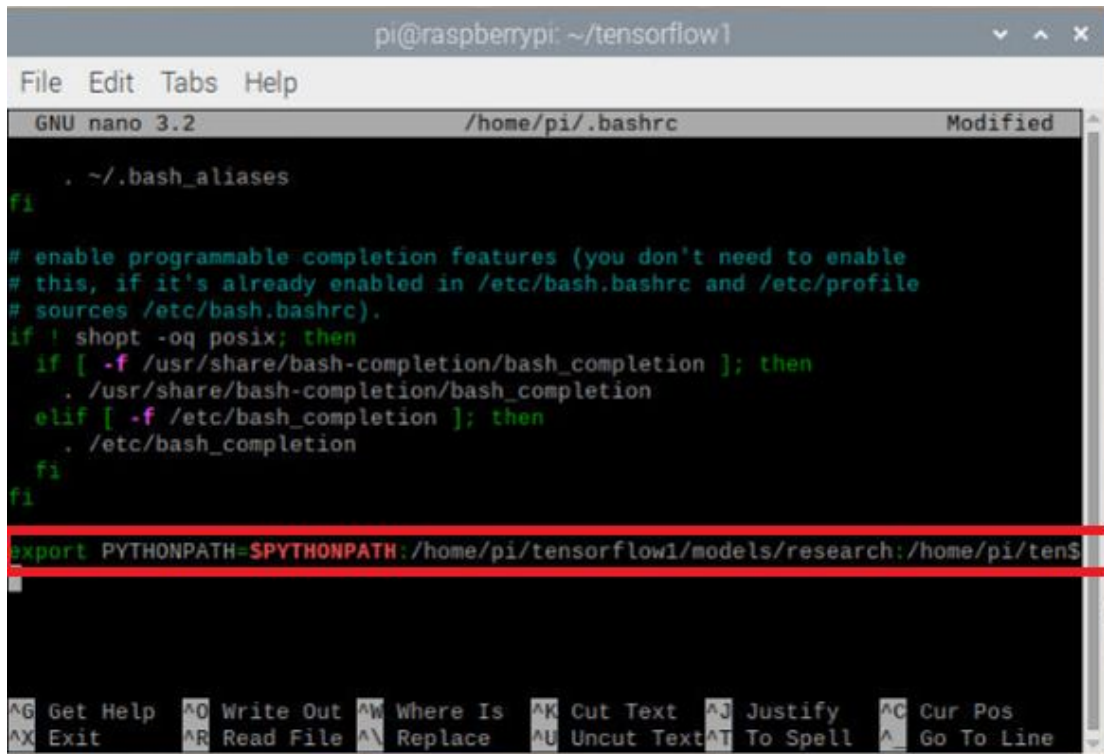 pi@raspberrypi: ~/tensorflow1
File Edit Tabs Help
GNU nano 3.2 /home/pi/.bashrc Modified
. ~/.bash_aliases
fi
# enable programmable completion features (you don't need to enable
# this, if it's already enabled in /etc/bash.bashrc and /etc/profile
# sources /etc/bash.bashrc).
if ! shopt -oq posix; then
if [ -f /usr/share/bash-completion/bash_completion ]; then
. /usr/share/bash-completion/bash_completion
elif [ -f /etc/bash_completion ]; then
. /etc/bash_completion
fi
fi
export PYTHONPATH=$PYTHONPATH:/home/pi/tensorflow1/models/research:/home/pi/ten$
^G Get Help ^O Write Out ^W Where Is ^K Cut Text ^J Justify ^C Cur Pos
^X Exit ^R Read File ^\ Replace ^U Uncut Text ^T To Spell ^_ Go To Line